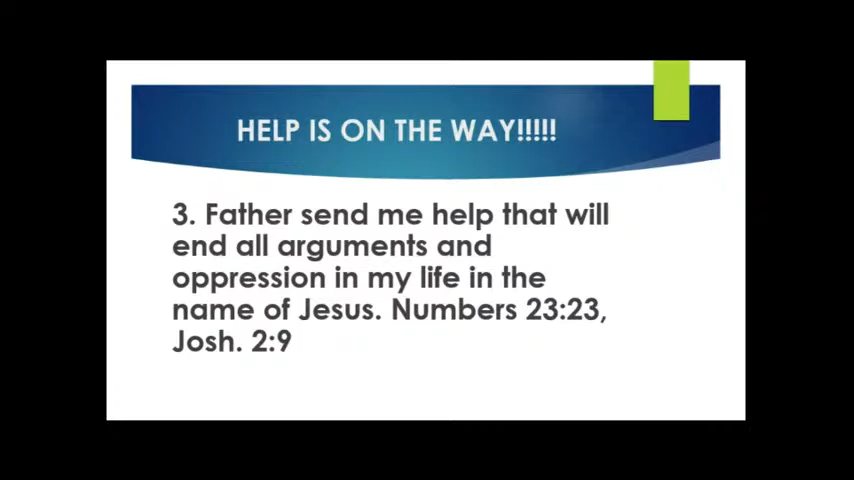 HELP IS ON THE WAY!!!!!
3. Father send me help that will
end all arguments and
oppression in my life in the
name of Jesus. Numbers 23:23,
Josh. 2:9